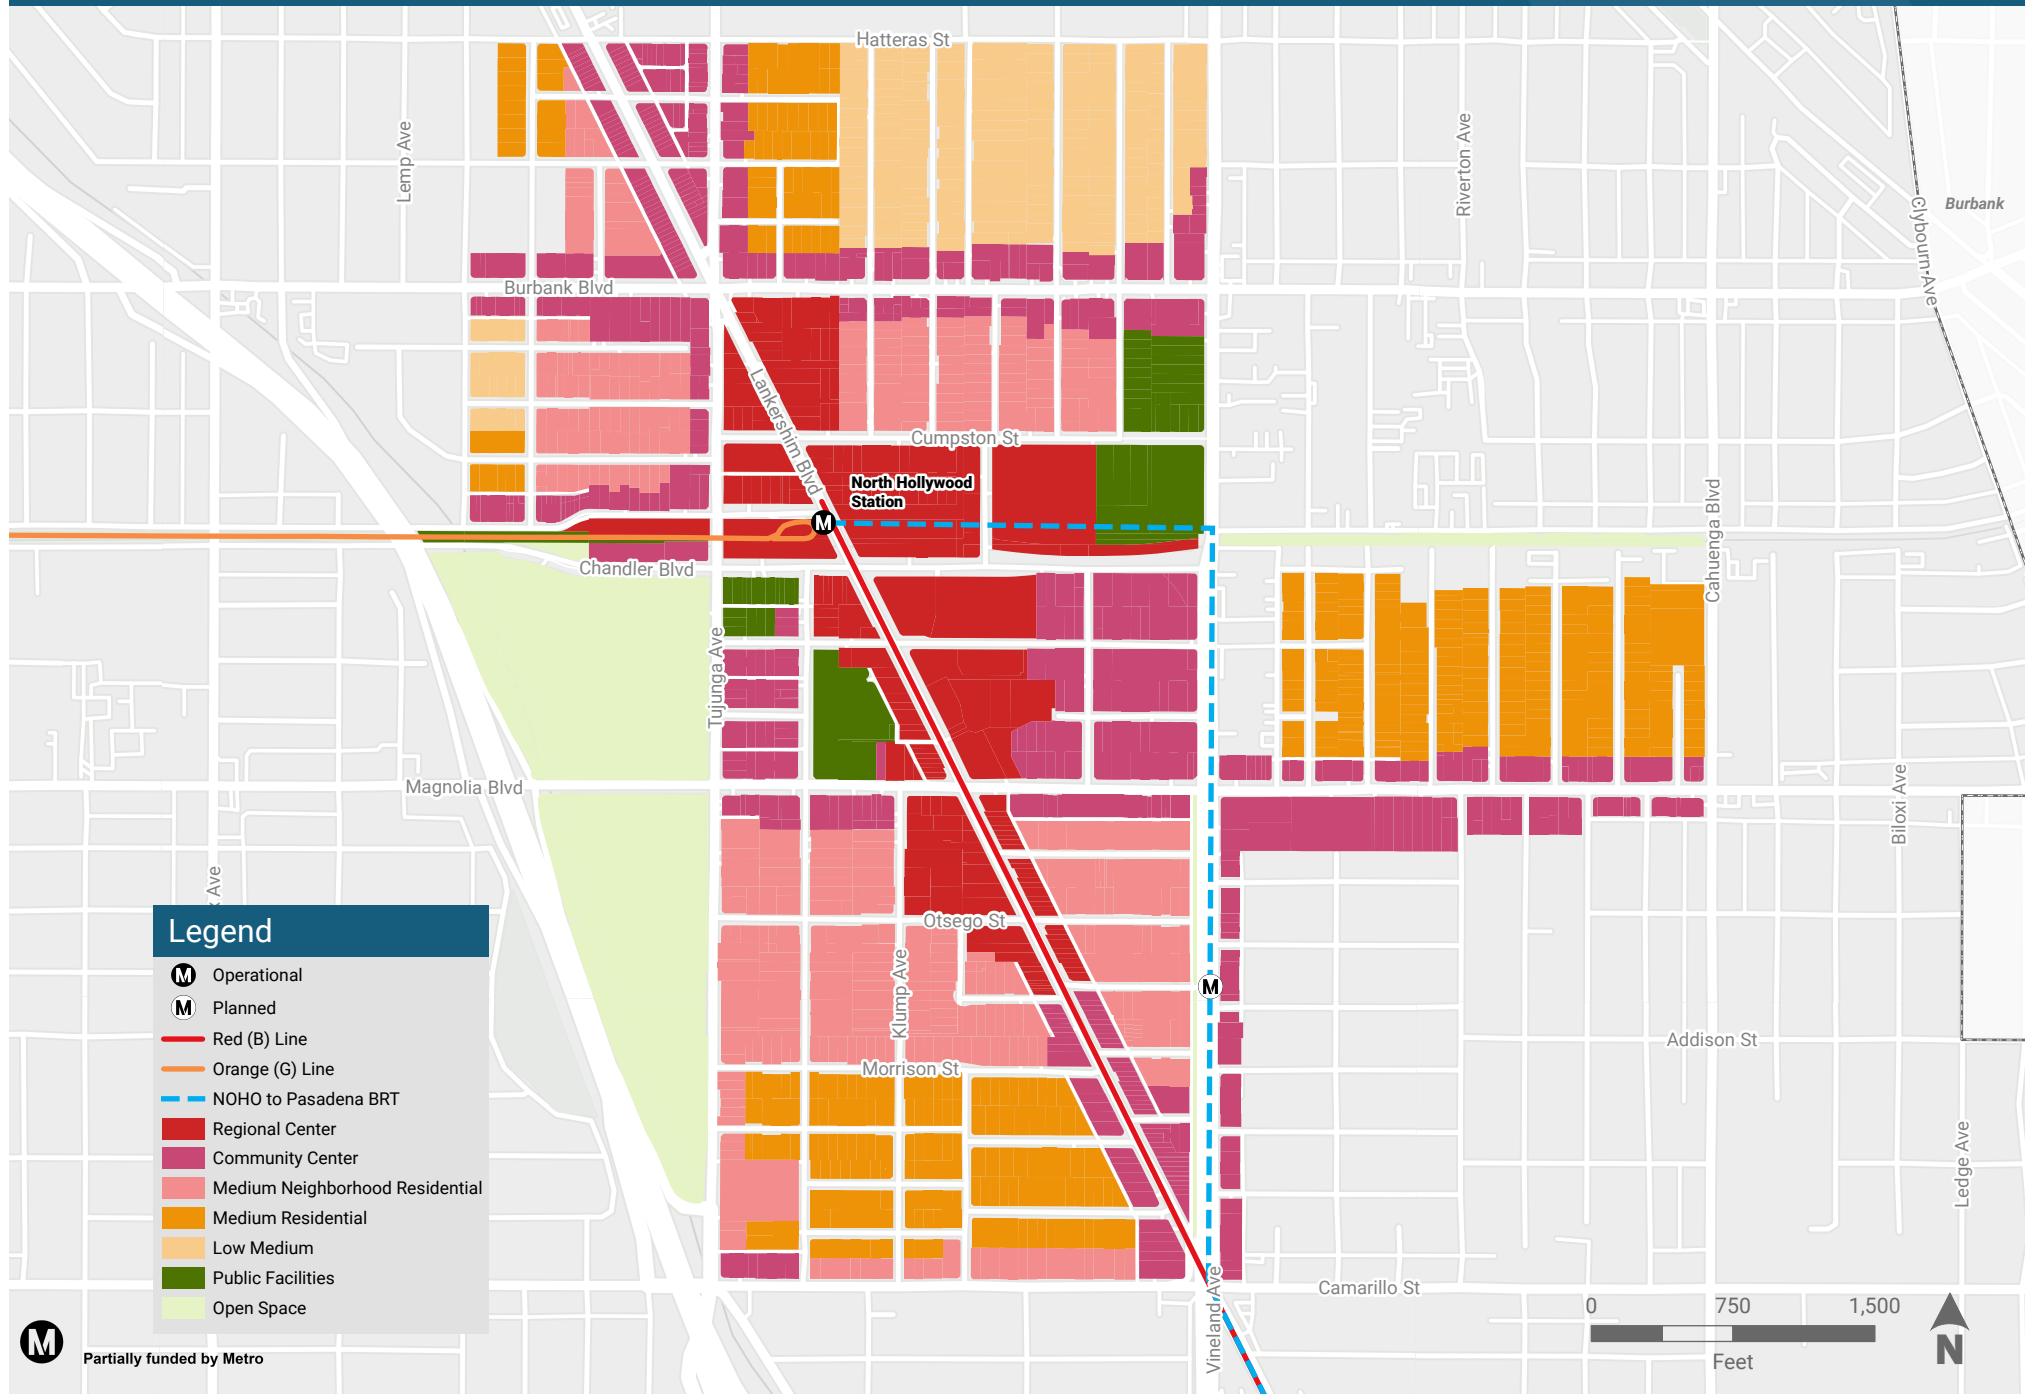 Hatteras St
Lemp Ave
Riverton Ave
Burbank
Clybourn Ave
Burbank Blvd
Lankershim Blvd
Cumpston St
North Hollywood
Station
M
Cahuenga Blvd
Chandler Blvd
Tujunga Ave
Magnolia Blvd
Biloxi Ave
Ave
Otsego St
Klump Ave
M
Addison St
Morrison St
Ledge Ave
Camarillo St
Vineland Ave
Legend
M Operational
M Planned
Red (B) Line
Orange (G) Line
NOHO to Pasadena BRT
Regional Center
Community Center
Medium Neighborhood Residential
Medium Residential
Low Medium
Public Facilities
Open Space
0 750 1,500
Feet
N
M
Partially funded by Metro